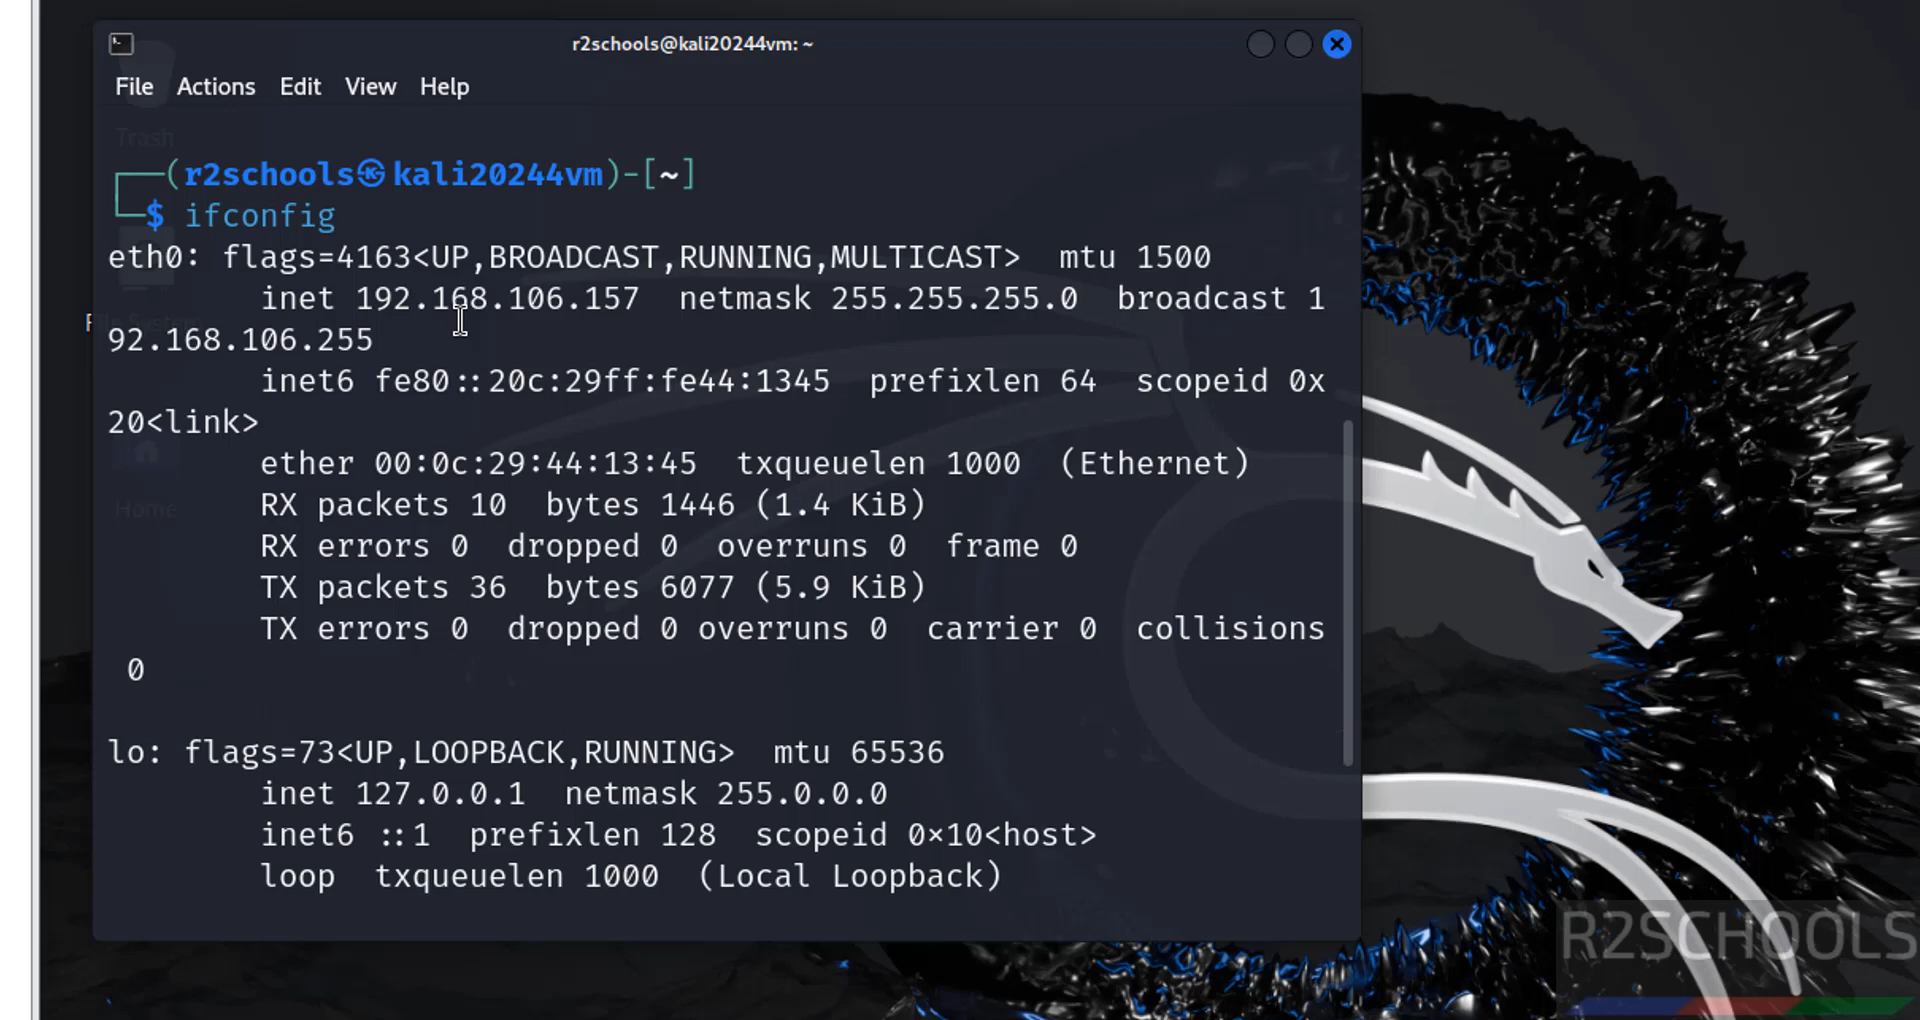 r2schools@kali20244vm: ~
File Actions Edit View Help
Trash
┌──(r2schools㉿kali20244vm)-[~]
└─$ ifconfig
eth0: flags=4163<UP,BROADCAST,RUNNING,MULTICAST>  mtu 1500
        inet 192.168.106.157  netmask 255.255.255.0  broadcast 1
92.168.106.255
        inet6 fe80::20c:29ff:fe44:1345  prefixlen 64  scopeid 0x
20<link>
        ether 00:0c:29:44:13:45  txqueuelen 1000  (Ethernet)
        RX packets 10  bytes 1446 (1.4 KiB)
Home
        RX errors 0  dropped 0  overruns 0  frame 0
        TX packets 36  bytes 6077 (5.9 KiB)
        TX errors 0  dropped 0 overruns 0  carrier 0  collisions
 0
lo: flags=73<UP,LOOPBACK,RUNNING>  mtu 65536
        inet 127.0.0.1  netmask 255.0.0.0
        inet6 ::1  prefixlen 128  scopeid 0×10<host>
        loop  txqueuelen 1000  (Local Loopback)
R2SCHOOLS